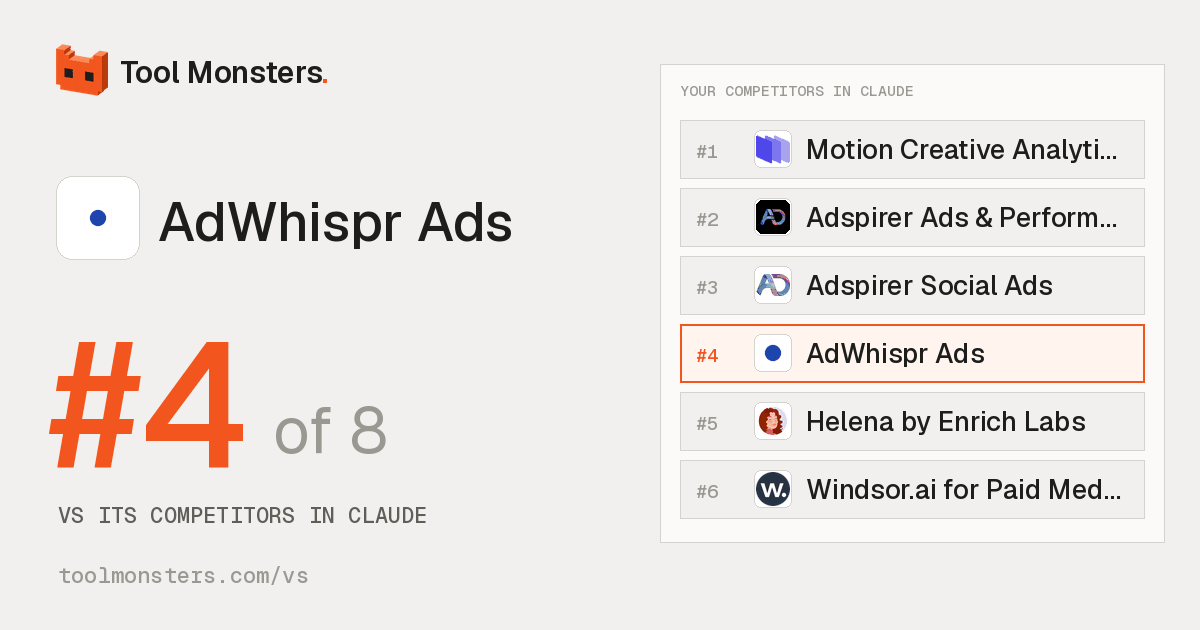 Tool Monsters.
AdWhispr Ads
#4 of 8
VS ITS COMPETITORS IN CLAUDE
toolmonsters.com/vs
YOUR COMPETITORS IN CLAUDE
#1 Motion Creative Analyti...
#2 AD Adspirer Ads & Perform...
#3 AD Adspirer Social Ads
#4 AdWhispr Ads
#5 Helena by Enrich Labs
#6 W. Windsor.ai for Paid Med...